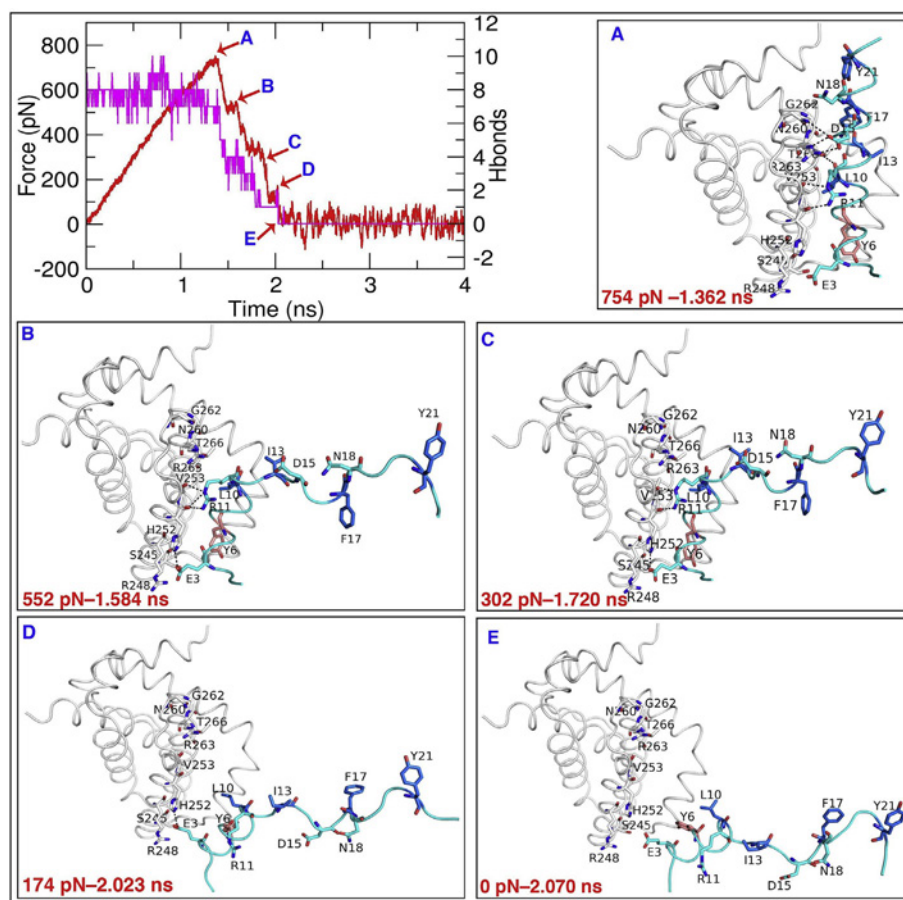 800
600
400
200
0
-200
Force (pN)
12
10
8
6
4
2
0
-2
Hbonds
0
1
2
3
4
Time (ns)
A
B
C
D
E
A
Y21
N18
G262
F17
N260
I13
R263
L10
R11
H252
Y6
E3
R248
754 pN –1.362 ns
B
G262
N260
Y21
T266
I13
N18
D15
R263
V253
L10
R11
F17
H252
S245
Y6
R248
E3
552 pN–1.584 ns
C
G262
Y21
N260
N18
I13
T266
D15
R263
L10
R11
F17
H252
Y6
E3
R248
302 pN–1.720 ns
D
G262
N260
T266
Y21
R263
F17
V253
L10
I13
H252
S245
E3
Y6
D15
N18
R248
R11
174 pN–2.023 ns
E
G262
N260
T266
R263
V253
L10
F17
Y21
H252
Y6
S245
E3
R248
I13
N18
R11
D15
0 pN–2.070 ns